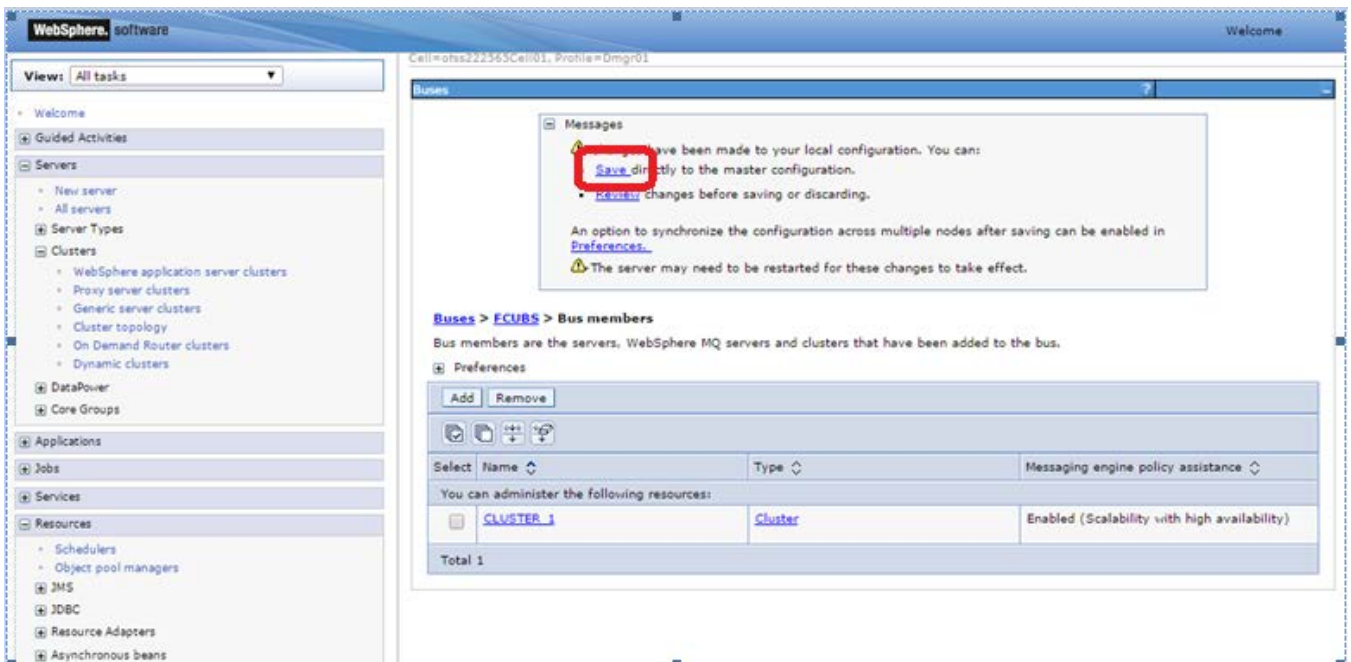 WebSphere. software
Welcome
View: All tasks
Welcome
Guided Activities
Servers
New server
All servers
Server Types
Clusters
WebSphere application server clusters
Proxy server clusters
Generic server clusters
Cluster topology
On Demand Router clusters
Dynamic clusters
DataPower
Core Groups
Applications
Jobs
Services
Resources
Schedulers
Object pool managers
JMS
JDBC
Resource Adapters
Asynchronous beans
Cell=ofss222565Cell01, Profile=Dmgr01
Buses ? -
Messages
have been made to your local configuration. You can:
Save directly to the master configuration.
Review changes before saving or discarding.
An option to synchronize the configuration across multiple nodes after saving can be enabled in
Preferences.
The server may need to be restarted for these changes to take effect.
Buses > FCUBS > Bus members
Bus members are the servers, WebSphere MQ servers and clusters that have been added to the bus.
Preferences
Add Remove
Select Name Type Messaging engine policy assistance
You can administer the following resources:
CLUSTER_1 Cluster Enabled (Scalability with high availability)
Total 1